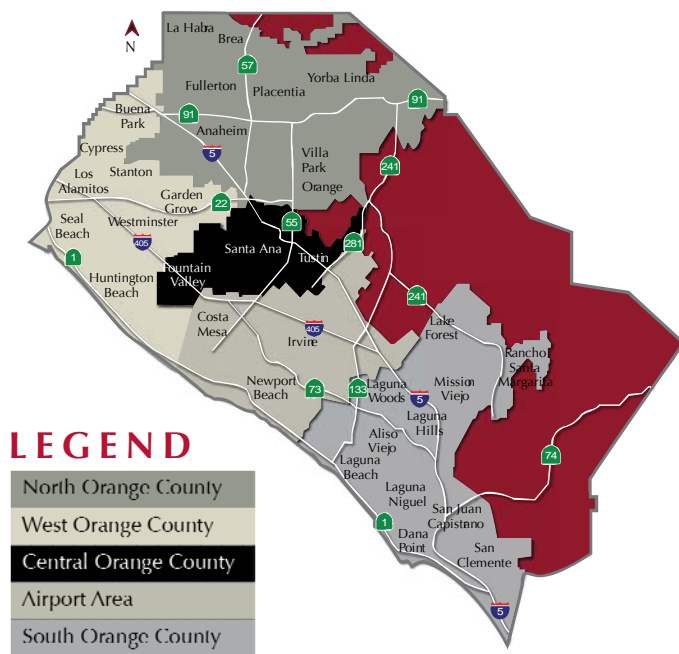 La Habra
Brea
N
57
Yorba Linda
Fullerton
Placentia
91
Buena
Park
91
Anaheim
5
Cypress
Villa
Park
Stanton
241
Los
Alamitos
Orange
Garden
Grove
22
Seal
Beach
Westminster
55
405
Santa Ana
281
Tustin
1
Fountain
Valley
Huntington
Beach
241
Costa
Mesa
405
Lake
Forest
Irvine
Rancho
Santa
Margarita
Newport
Beach
73
133
Laguna
Woods
Mission
Viejo
5
Laguna
Hills
Aliso
Viejo
74
Laguna
Beach
Laguna
Niguel
San Juan
Capistrano
1
Dana
Point
San
Clemente
5
LEGEND
North Orange County
West Orange County
Central Orange County
Airport Area
South Orange County